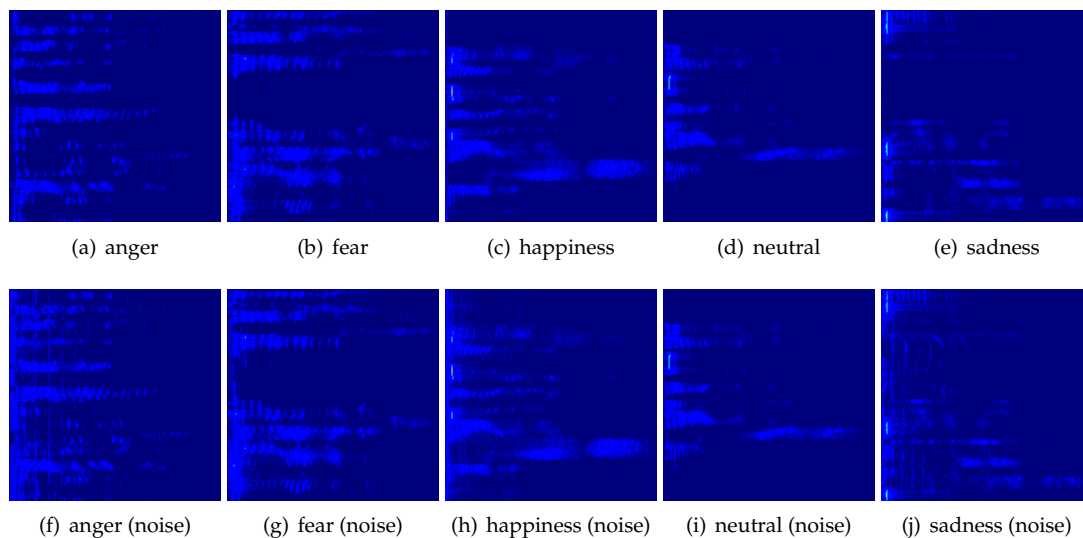 (a) anger (b) fear (c) happiness (d) neutral (e) sadness
(f) anger (noise) (g) fear (noise) (h) happiness (noise) (i) neutral (noise) (j) sadness (noise)